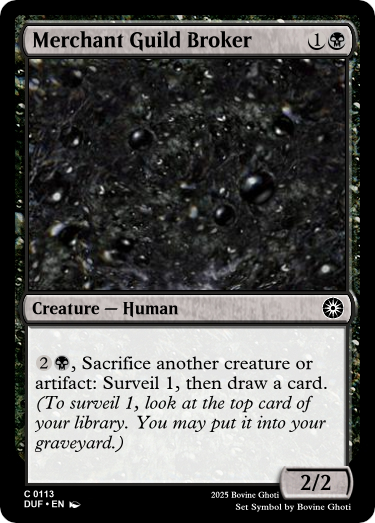 Merchant Guild Broker 1
Creature — Human
2, Sacrifice another creature or
artifact: Surveil 1, then draw a card.
(To surveil 1, look at the top card of
your library. You may put it into your
graveyard.)
2/2
C 0113
DUF • EN
2025 Bovine Ghoti
Set Symbol by Bovine Ghoti